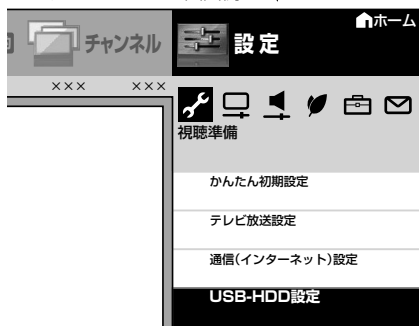 ホーム
チャンネル
設定
××× ×××
視聴準備
かんたん初期設定
テレビ放送設定
通信(インターネット)設定
USB-HDD設定